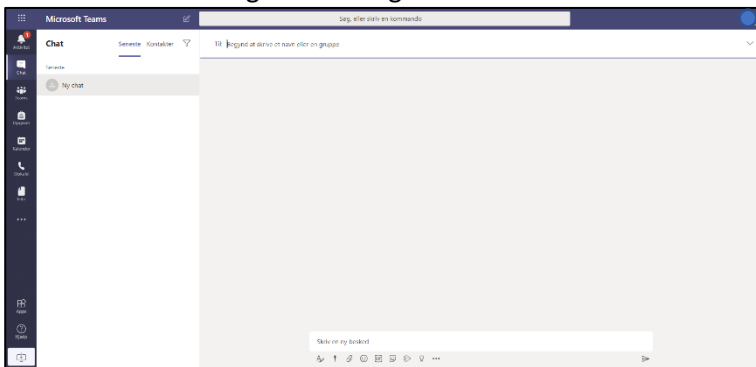 Microsoft Teams
Søg, eller skriv en kommando
Chat
Seneste
Kontakter
Til: Begynd at skrive et navn eller en gruppe
Aktivitet
Chat
Seneste
Ny chat
Teams
Opgaver
Kalender
Opkald
Filer
Apps
Hjælp
Skriv en ny besked